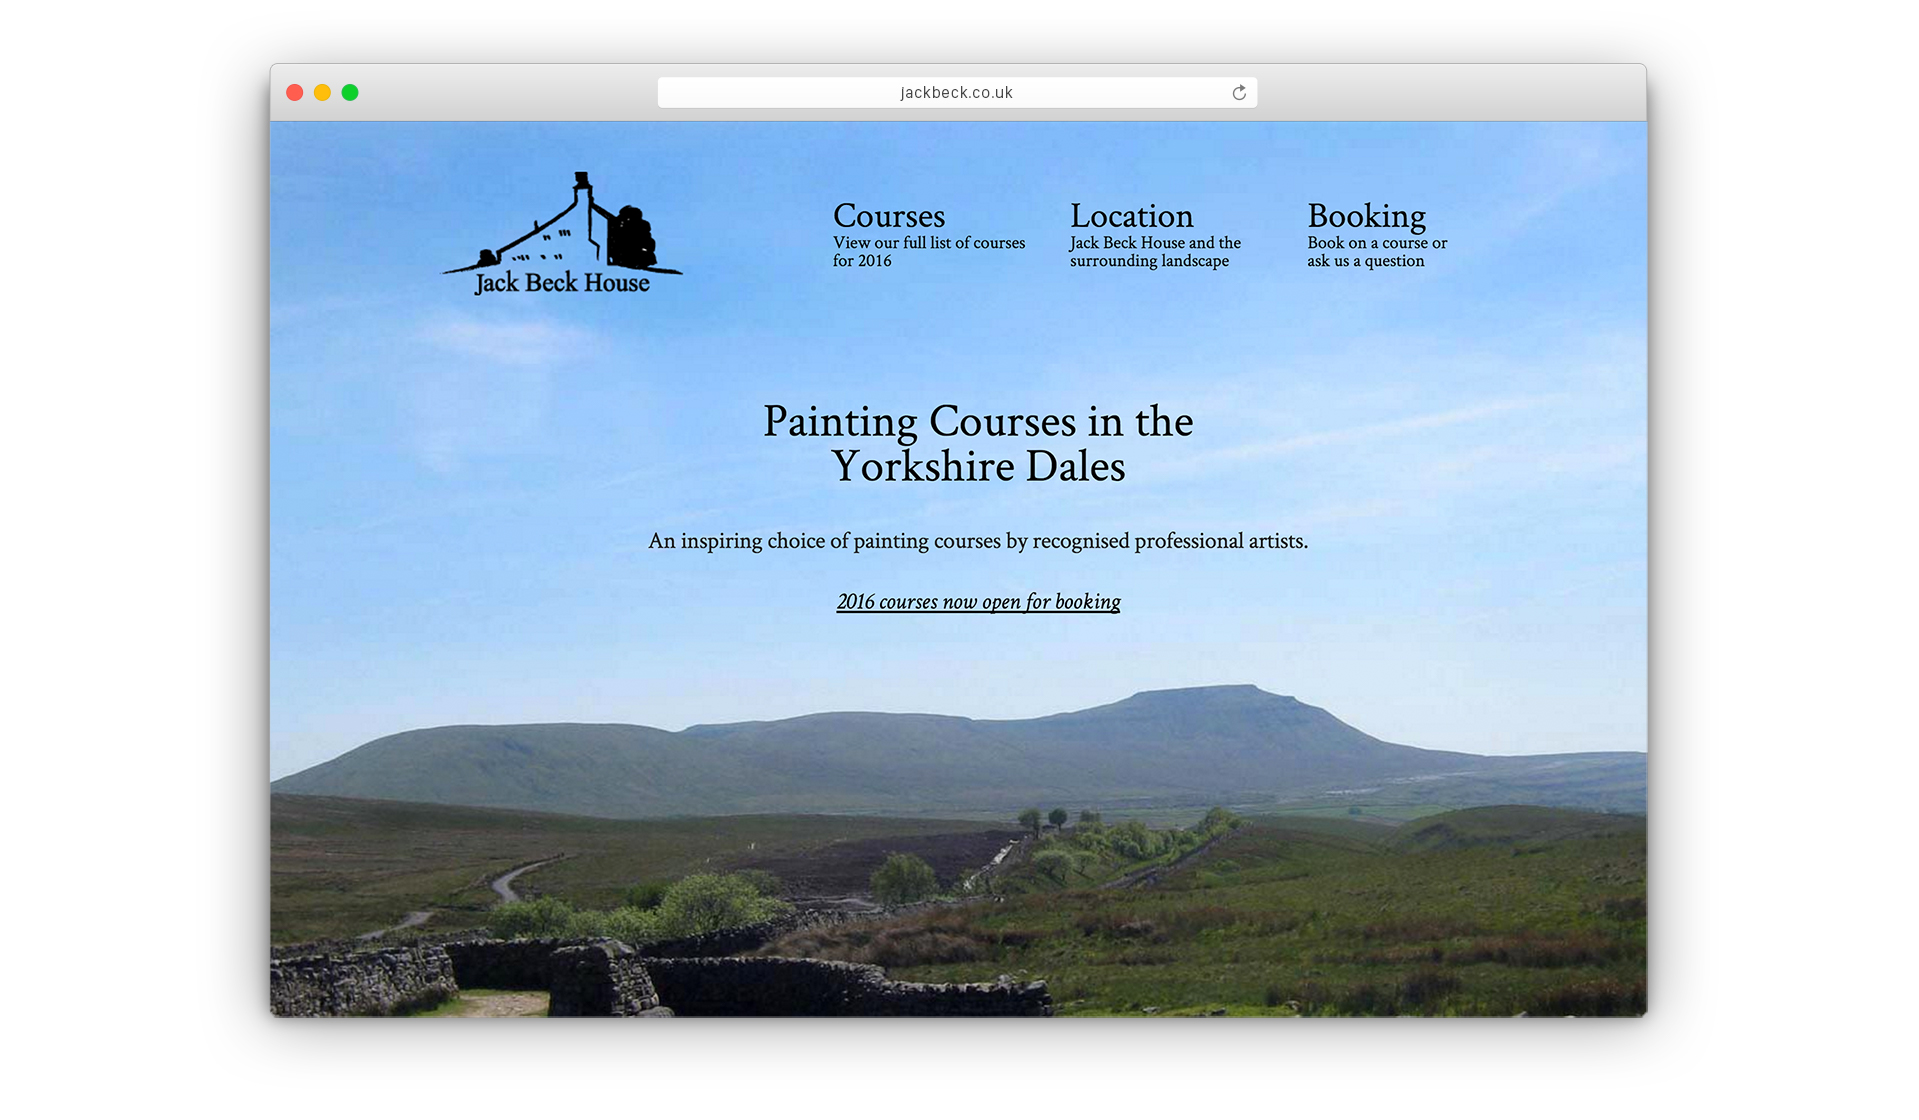 jackbeck.co.uk
Jack Beck House
Courses
View our full list of courses
for 2016
Location
Jack Beck House and the
surrounding landscape
Booking
Book on a course or
ask us a question
Painting Courses in the
Yorkshire Dales
An inspiring choice of painting courses by recognised professional artists.
2016 courses now open for booking